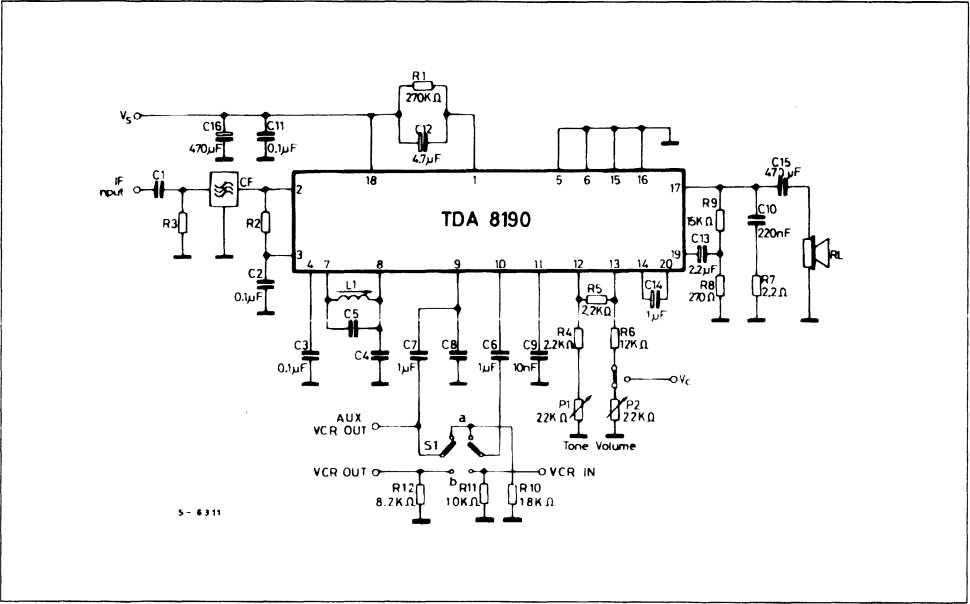 R1
270KΩ
Vs
C16
C11
C12
470µF
0.1µF
4.7µF
IF
nput
C1
CF
2
18
1
5
6
15
16
17
C15
470µF
R3
R2
TDA 8190
R9
15KΩ
C10
220nF
3
19
C13
RL
4
7
8
9
10
11
12
13
14
20
C2
0.1µF
L1
R5
2.2KΩ
C14
1µF
2.2µF
R8
270Ω
R7
2.2Ω
C5
R4
2.2KΩ
R6
12KΩ
C3
0.1µF
C4
C7
1µF
C8
C6
1µF
C9
10nF
Vc
P1
22KΩ
P2
22KΩ
AUX
VCR OUT
a
S1
Tone Volume
VCR OUT
b
VCR IN
R12
8.2KΩ
R11
10KΩ
R10
18KΩ
S - 6311